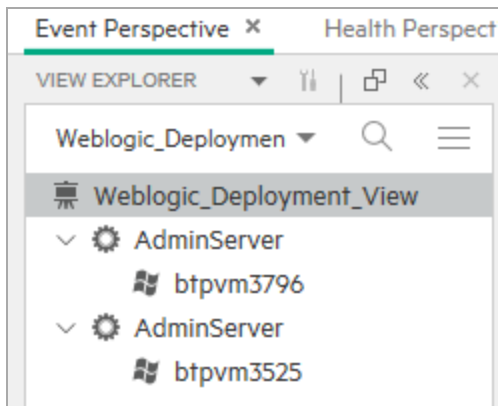 Event Perspective Health Perspect
VIEW EXPLORER
Weblogic_Deploymen
Weblogic_Deployment_View
AdminServer
btpvm3796
AdminServer
btpvm3525